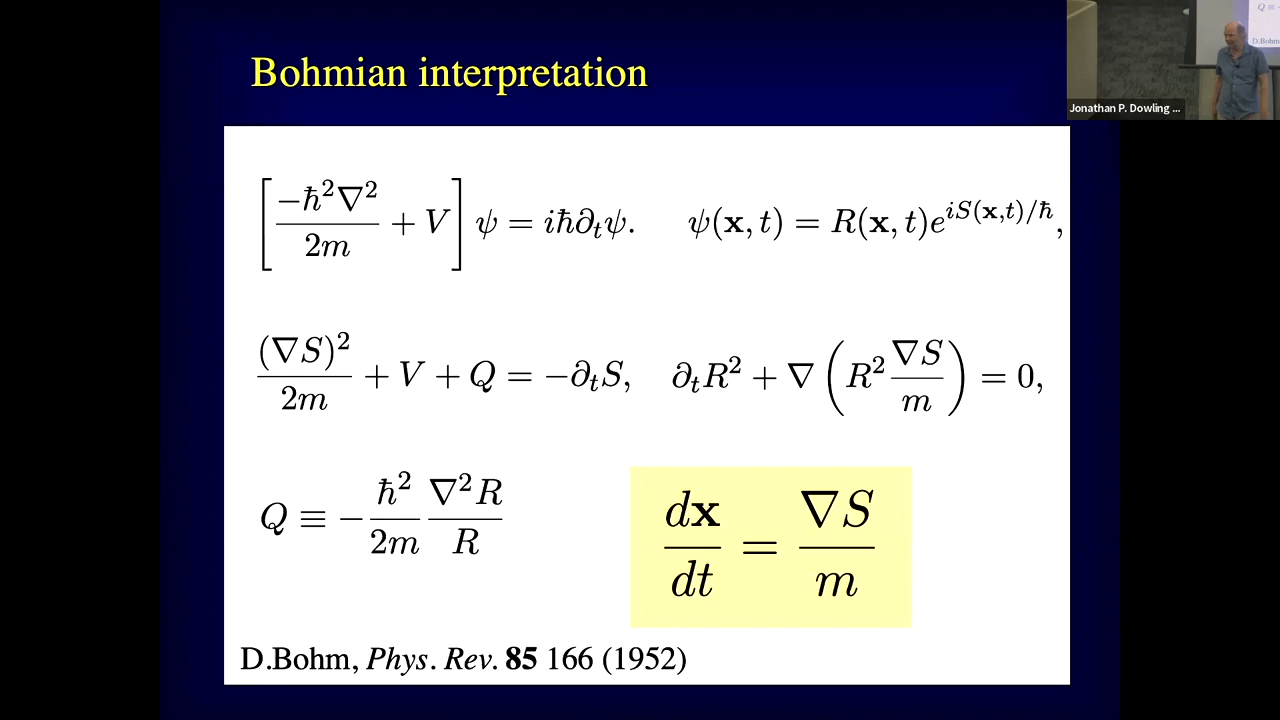 Bohmian interpretation
Q ≡ -
D.Bohm
Jonathan P. Dowling ...
[-ħ²∇²/2m + V] ψ = iħ∂ₜψ. ψ(x, t) = R(x, t)e^{iS(x,t)/ħ},
(∇S)²/2m + V + Q = -∂ₜS, ∂ₜR² + ∇(R² ∇S/m) = 0,
Q ≡ -ħ²/2m ∇²R/R
dx/dt = ∇S/m
D.Bohm, Phys. Rev. 85 166 (1952)